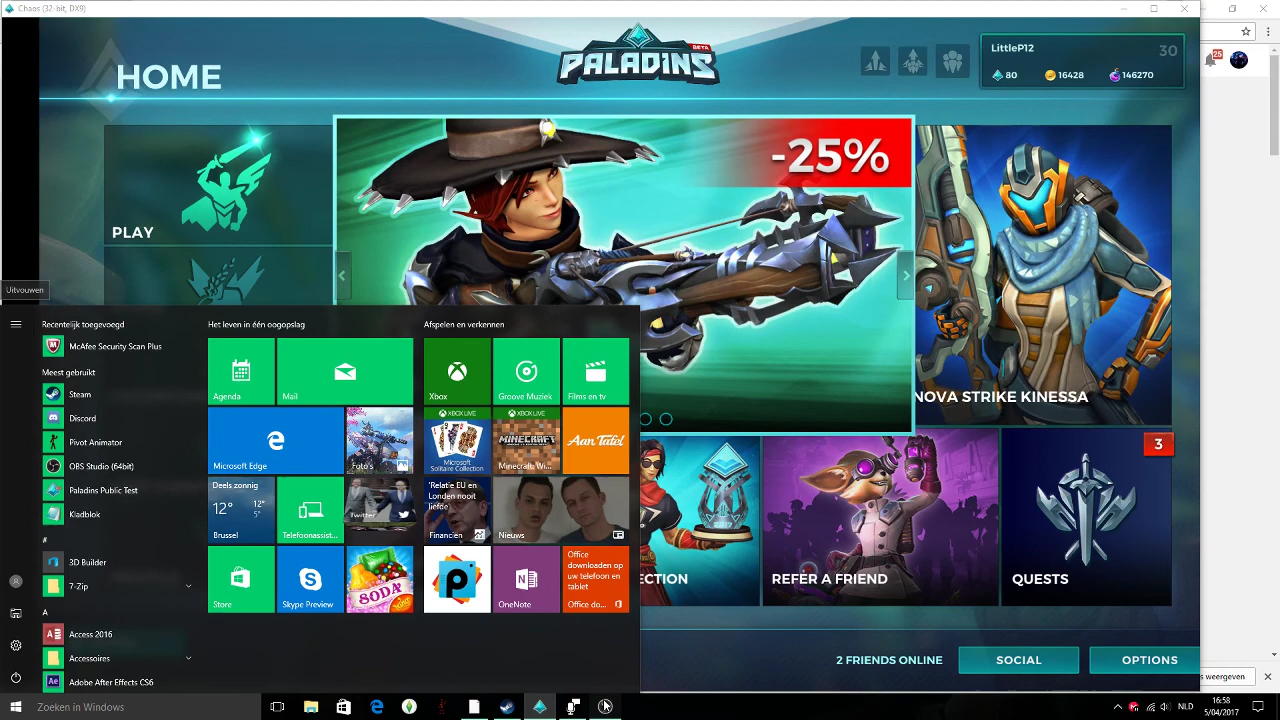 Chaos (32-bit, DX9)
HOME
BETA
PALADINS
LittleP12
30
80
16428
146270
25
-25%
PLAY
Uitvouwen
NOVA STRIKE KINESSA
3
2017
ECTION
REFER A FRIEND
QUESTS
2 FRIENDS ONLINE
SOCIAL
OPTIONS
s weergeven
Recentelijk toegevoegd
McAfee Security Scan Plus
Meest gebruikt
Steam
Discord
Pivot Animator
OBS Studio (64bit)
Paladins Public Test
Kladblok
#
3D Builder
7-Zip
A
Access 2016
Accessoires
Adobe After Effects CS6
Het leven in één oogopslag
Agenda
Mail
Microsoft Edge
Foto's
Deels zonnig
12°
12°
5°
Brussel
Telefoonassist...
Twitter
Store
Skype Preview
SODA
Afspelen en verkennen
Xbox
Groove Muziek
Films en tv
XBOX LIVE
Microsoft
Solitaire Collection
XBOX LIVE
MINECRAFT
Minecraft: Wi...
Aan Tafel
'Relatie EU en
Londen nooit
liefde'
Financiën
Nieuws
OneNote
Office
downloaden op
uw telefoon en
tablet
Office do...
Zoeken in Windows
NLD
16:58
5/04/2017